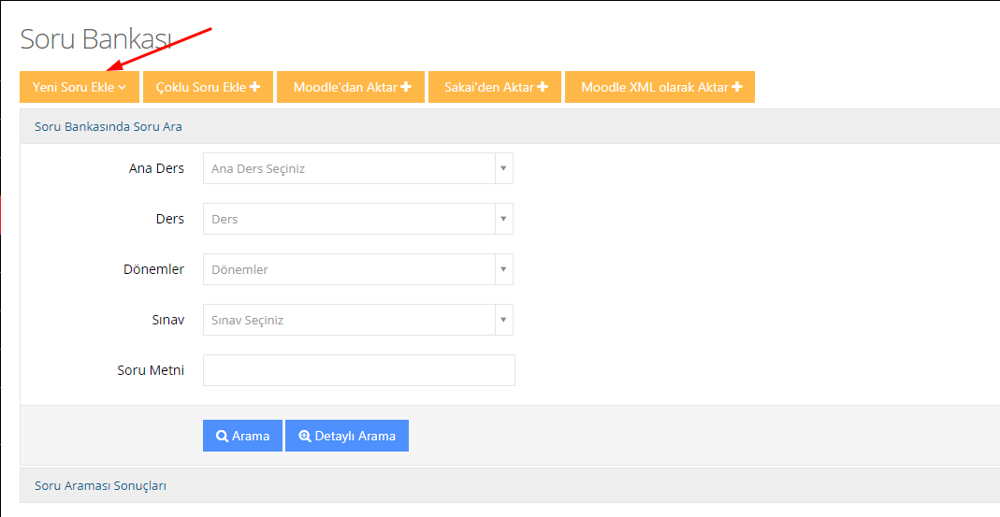 Soru Bankası
Yeni Soru Ekle Çoklu Soru Ekle Moodle'dan Aktar Sakai'den Aktar Moodle XML olarak Aktar
Soru Bankasında Soru Ara
Ana Ders Ana Ders Seçiniz
Ders Ders
Dönemler Dönemler
Sınav Sınav Seçiniz
Soru Metni
Arama Detaylı Arama
Soru Araması Sonuçları